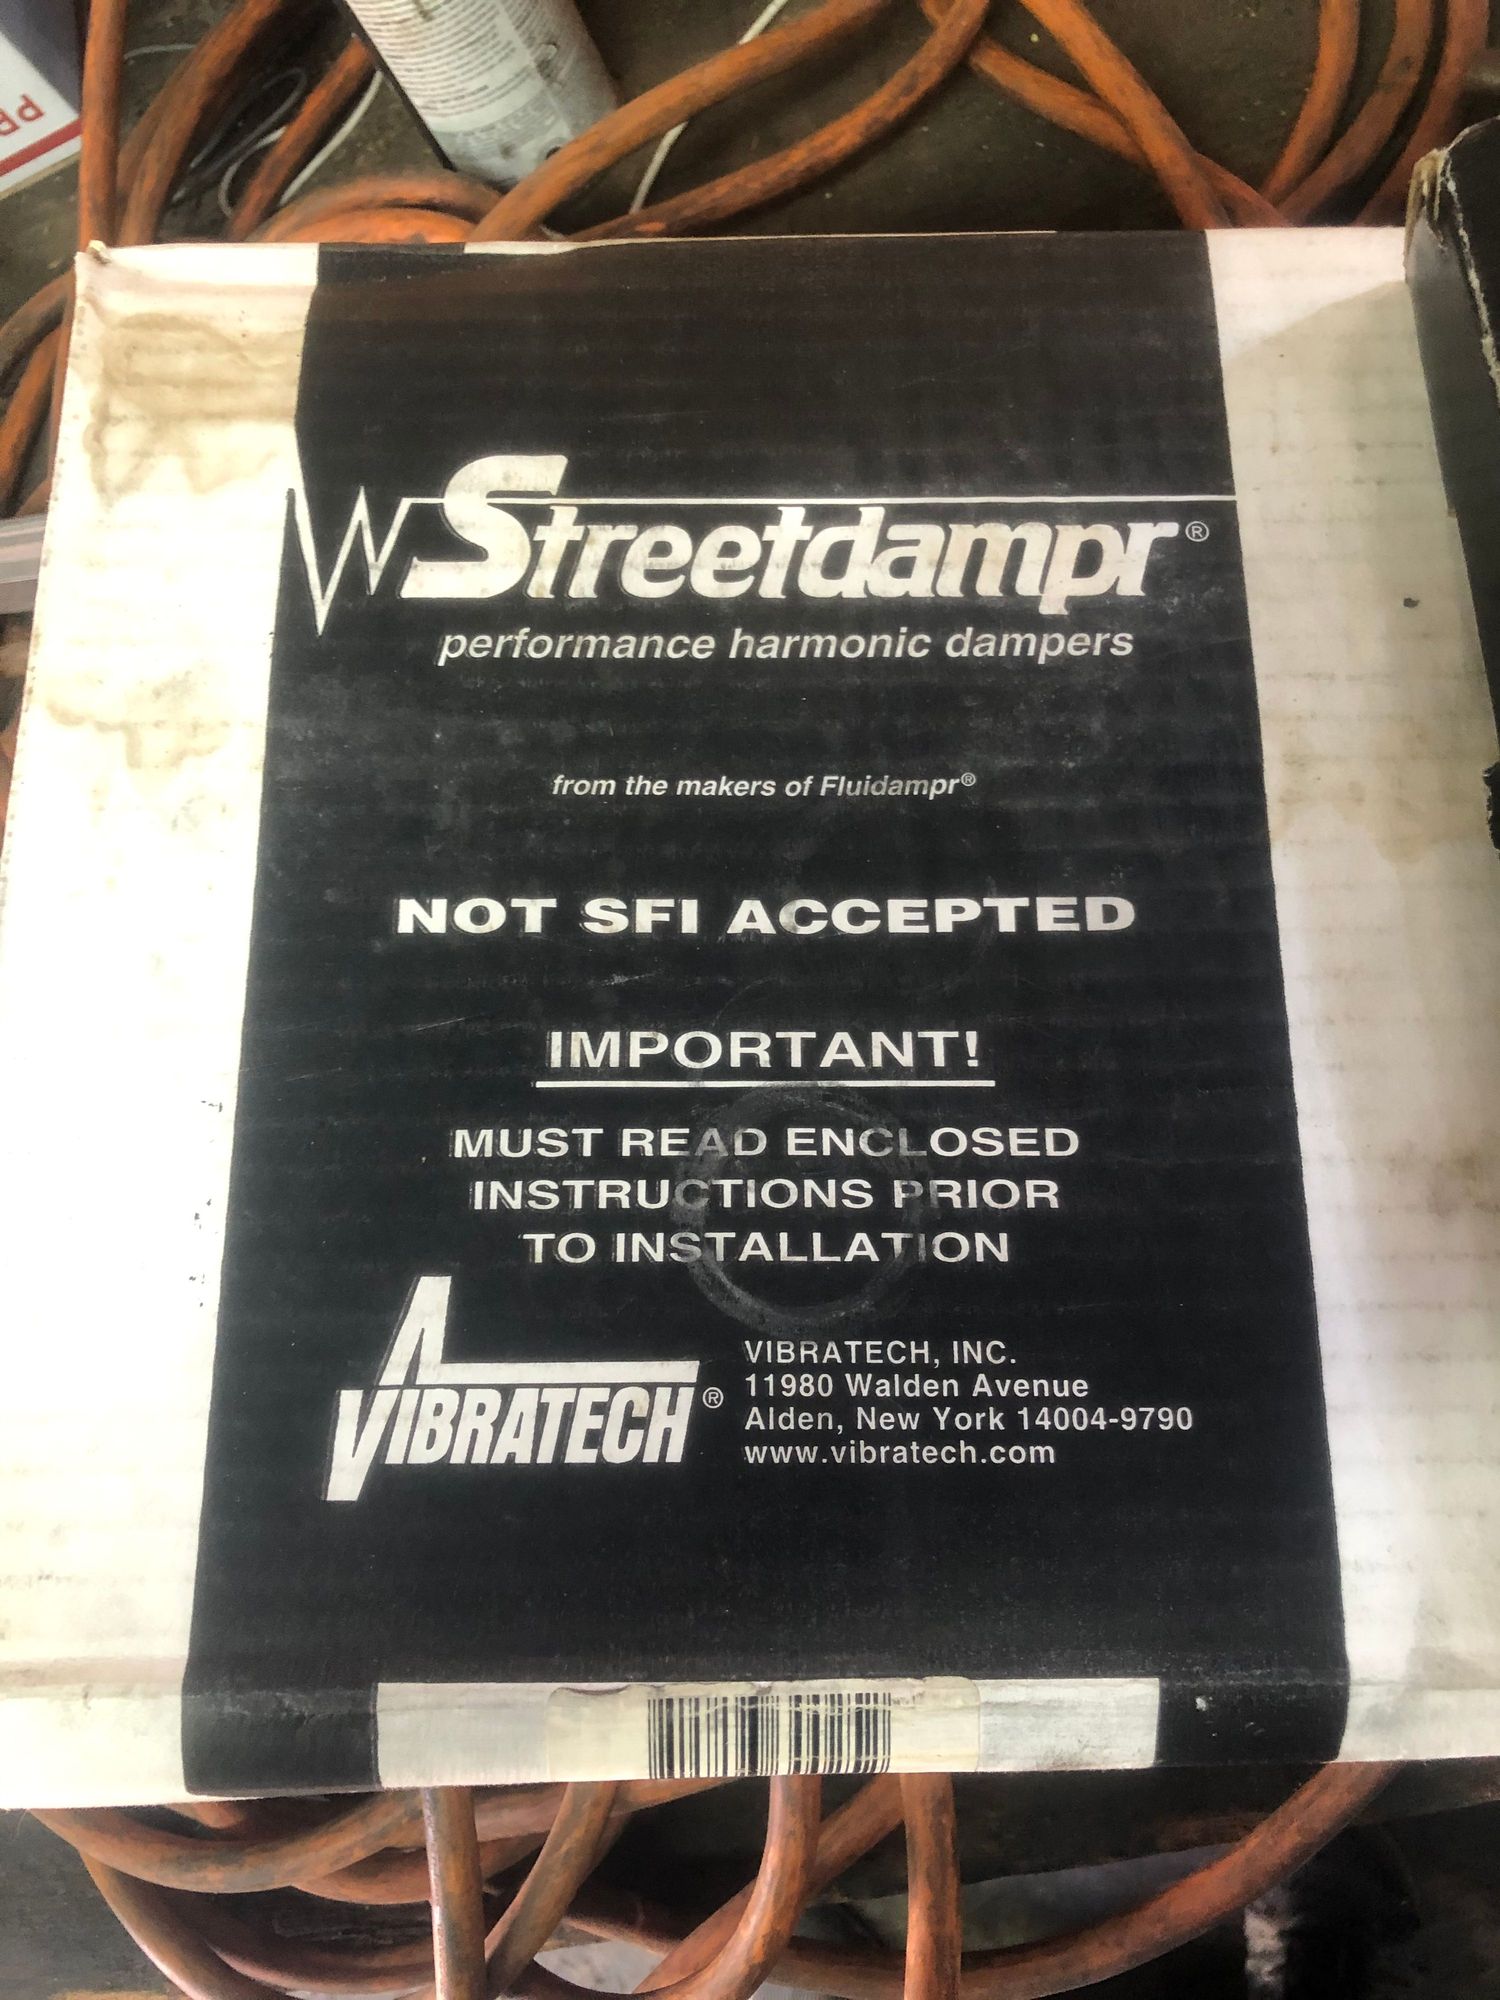 PR
Streetdampr®
performance harmonic dampers
from the makers of Fluidampr®
NOT SFI ACCEPTED
IMPORTANT!
MUST READ ENCLOSED
INSTRUCTIONS PRIOR
TO INSTALLATION
VIBRATECH®
VIBRATECH, INC.
11980 Walden Avenue
Alden, New York 14004-9790
www.vibratech.com